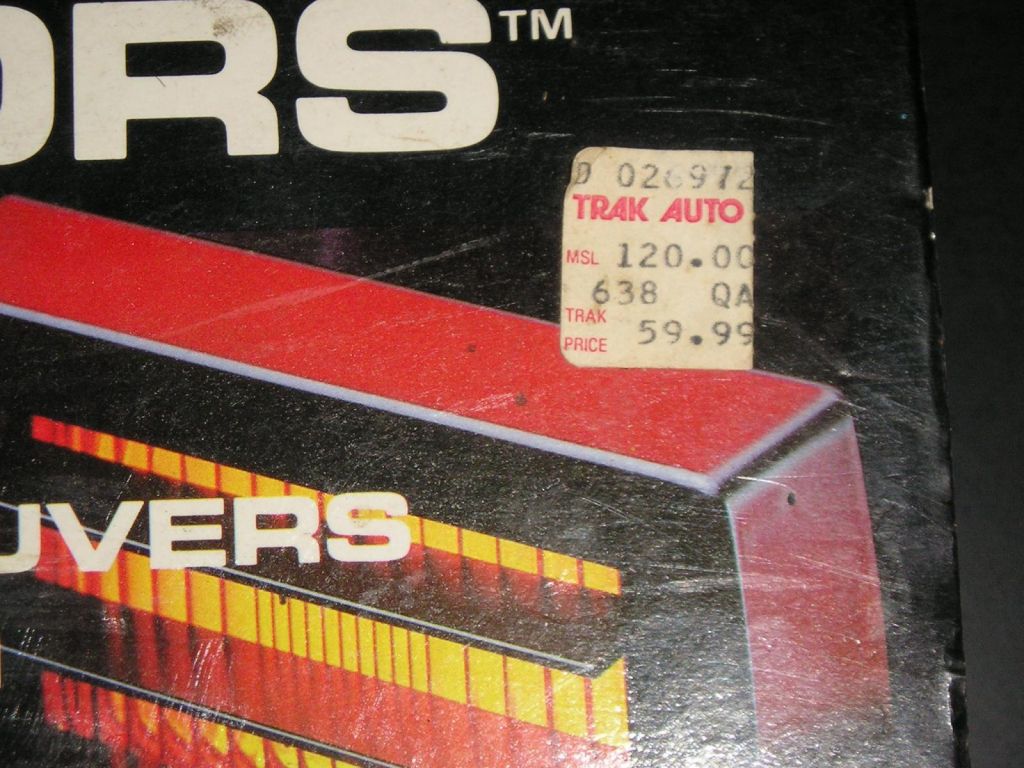 ORS™
D 026972
TRAK AUTO
MSL 120.00
638 QA
TRAK PRICE 59.99
UVERS